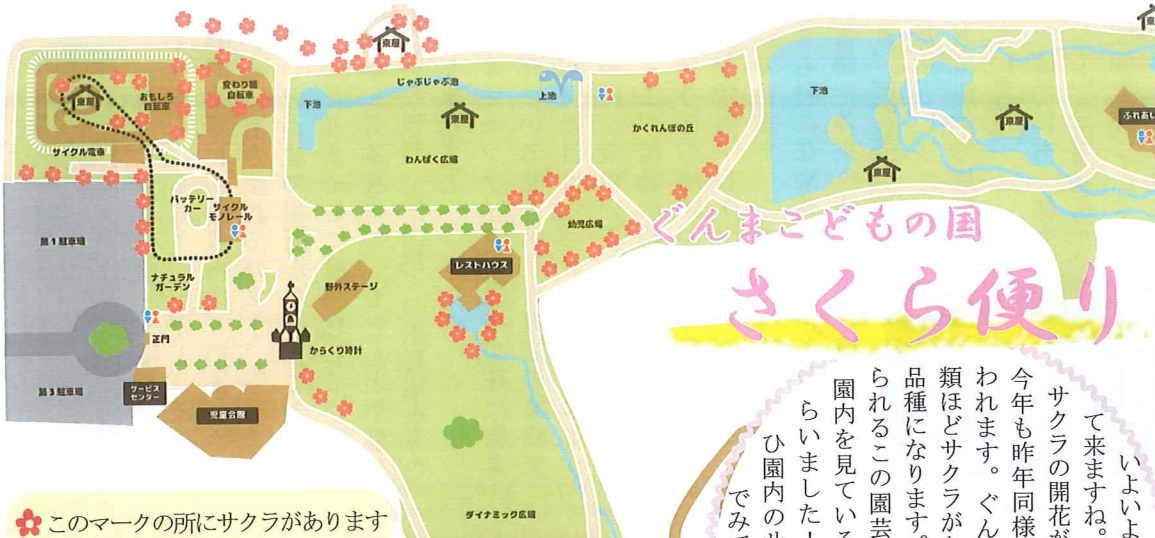 東屋
おもしろ
自転車
変わり種
自転車
サイクル電車
バッテリー
カー
サイクル
モノレール
第1駐車場
ナチュラル
ガーデン
正門
第3駐車場
サービス
センター
児童会館
からくり時計
野外ステージ
レストハウス
東屋
じゃぶじゃぶ池
下池
上池
東屋
わんぱく広場
かくれんぼの丘
幼児広場
下池
東屋
東屋
ふれあい
ダイナミック広場
ぐんまこどもの国
さくら便り
いよいよ
て来ますね。
サクラの開花が
今年も昨年同様
われます。ぐん
類ほどサクラが
品種になります。
られるこの園芸
園内を見ている
らいました!
ひ園内のサ
でみて
このマークの所にサクラがあります